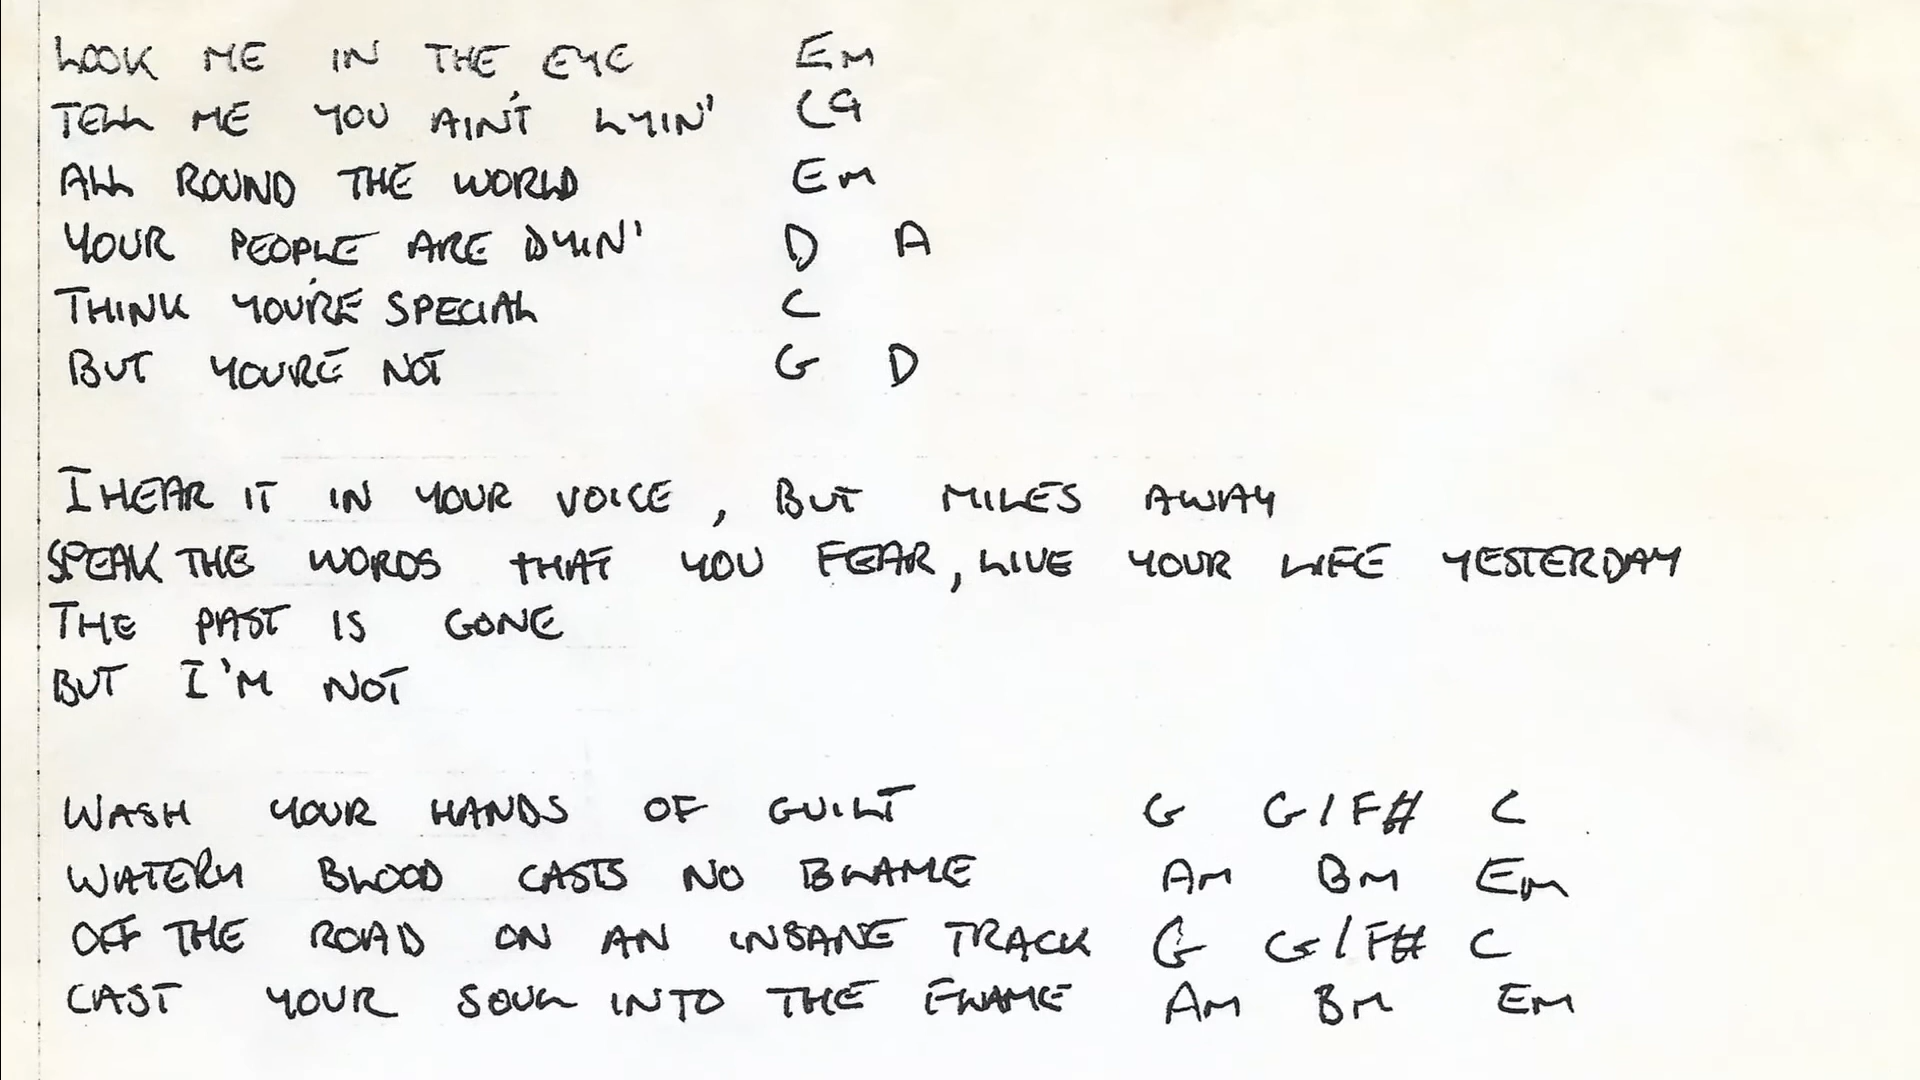 LOOK ME IN THE EYE Em
TELL ME YOU AIN'T LYIN' C G
ALL ROUND THE WORLD Em
YOUR PEOPLE ARE DYIN' D A
THINK YOU'RE SPECIAL C
BUT YOURE NOT G D
I HEAR IT IN YOUR VOICE, BUT MILES AWAY
SPEAK THE WORDS THAT YOU FEAR, LIVE YOUR LIFE YESTERDAY
THE PAST IS GONE
BUT I'M NOT
WASH YOUR HANDS OF GUILT G G/F# C
WATERY BLOOD CASTS NO BLAME Am Bm Em
OFF THE ROAD ON AN INSANE TRACK G G/F# C
CAST YOUR SOUL INTO THE FLAME Am Bm Em